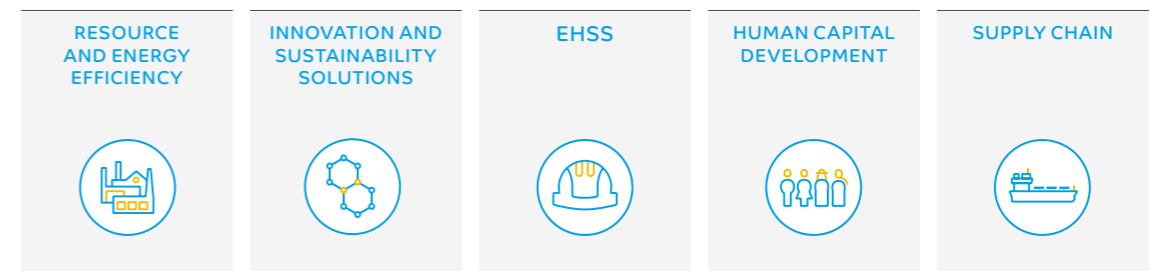 RESOURCE
AND ENERGY
EFFICIENCY
INNOVATION AND
SUSTAINABILITY
SOLUTIONS
EHSS
HUMAN CAPITAL
DEVELOPMENT
SUPPLY CHAIN